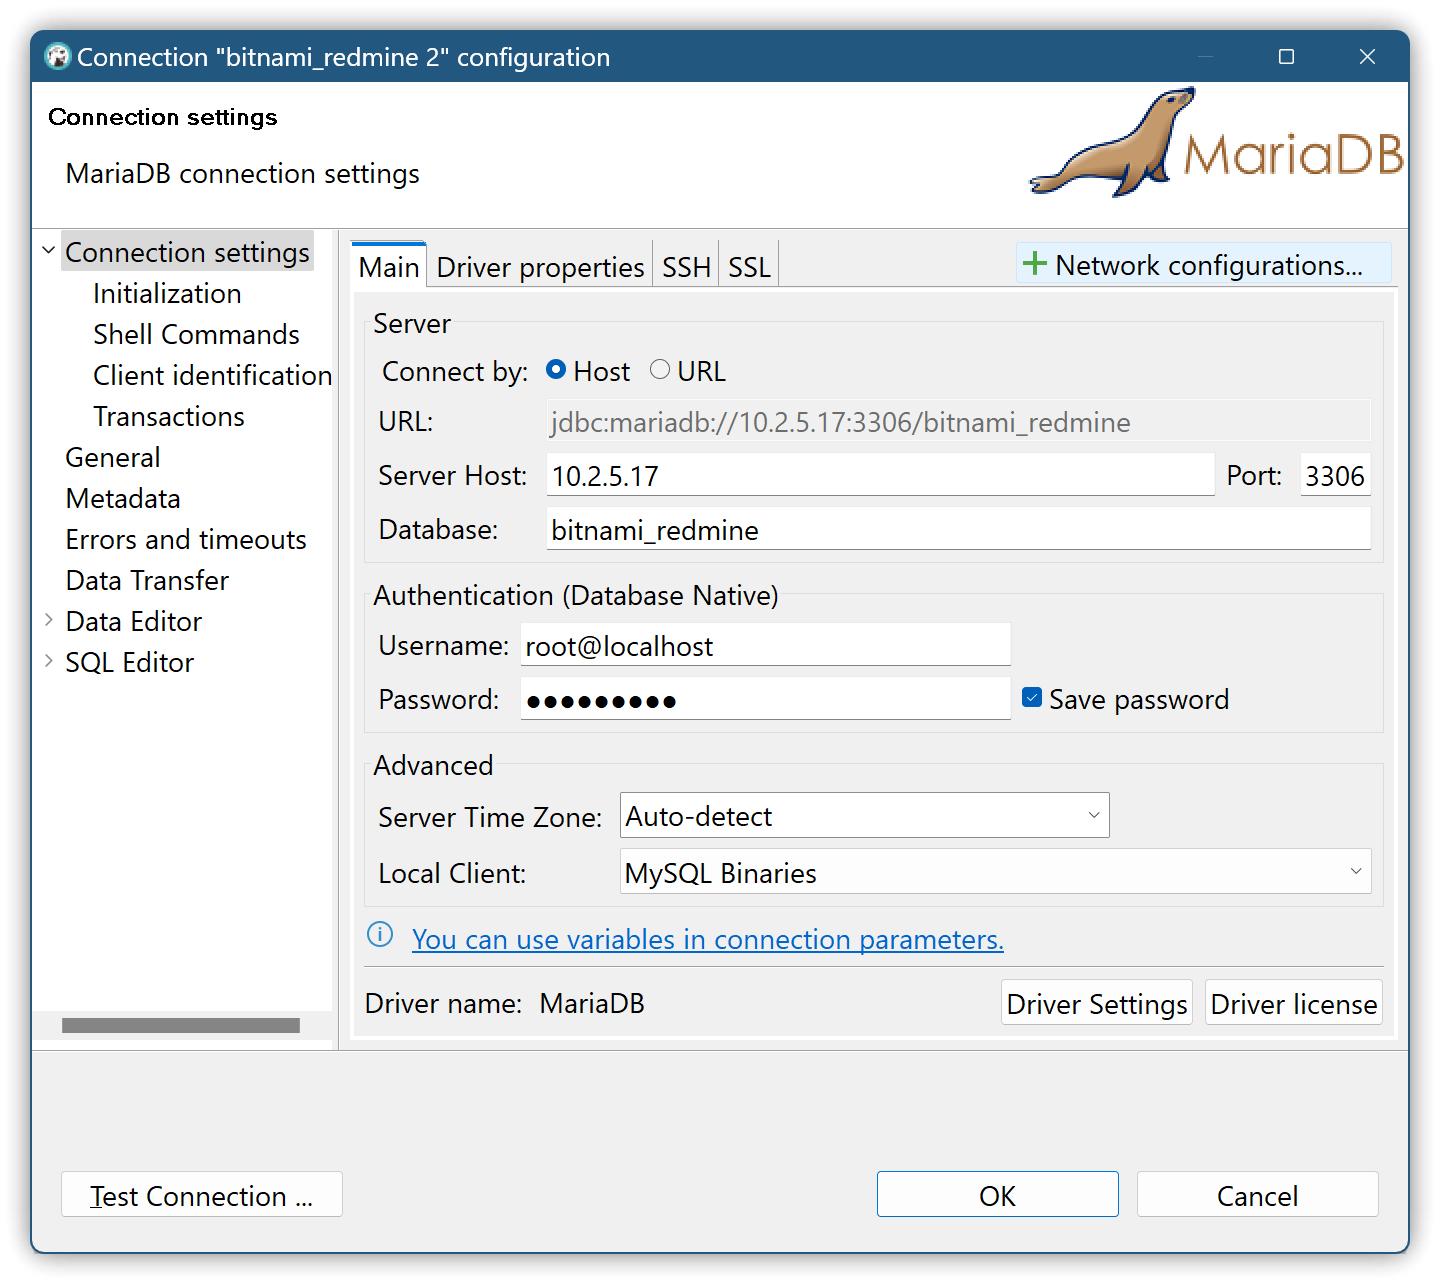 Connection "bitnami_redmine 2" configuration
Connection settings
MariaDB connection settings
MariaDB
Connection settings
Initialization
Shell Commands
Client identification
Transactions
General
Metadata
Errors and timeouts
Data Transfer
Data Editor
SQL Editor
Main Driver properties SSH SSL Network configurations...
Server
Connect by: Host URL
URL: jdbc:mariadb://10.2.5.17:3306/bitnami_redmine
Server Host: 10.2.5.17 Port: 3306
Database: bitnami_redmine
Authentication (Database Native)
Username: root@localhost
Password: ●●●●●●●●● Save password
Advanced
Server Time Zone: Auto-detect
Local Client: MySQL Binaries
You can use variables in connection parameters.
Driver name: MariaDB Driver Settings Driver license
Test Connection ... OK Cancel